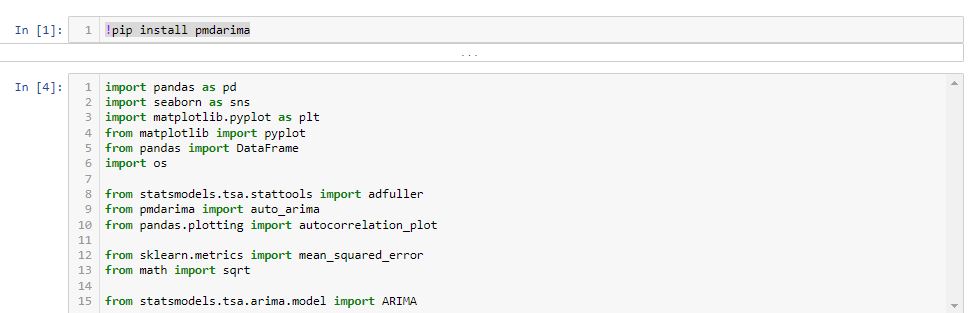 In [1]: 1 !pip install pmdarima
...
In [4]: 1 import pandas as pd
2 import seaborn as sns
3 import matplotlib.pyplot as plt
4 from matplotlib import pyplot
5 from pandas import DataFrame
6 import os
7
8 from statsmodels.tsa.stattools import adfuller
9 from pmdarima import auto_arima
10 from pandas.plotting import autocorrelation_plot
11
12 from sklearn.metrics import mean_squared_error
13 from math import sqrt
14
15 from statsmodels.tsa.arima.model import ARIMA